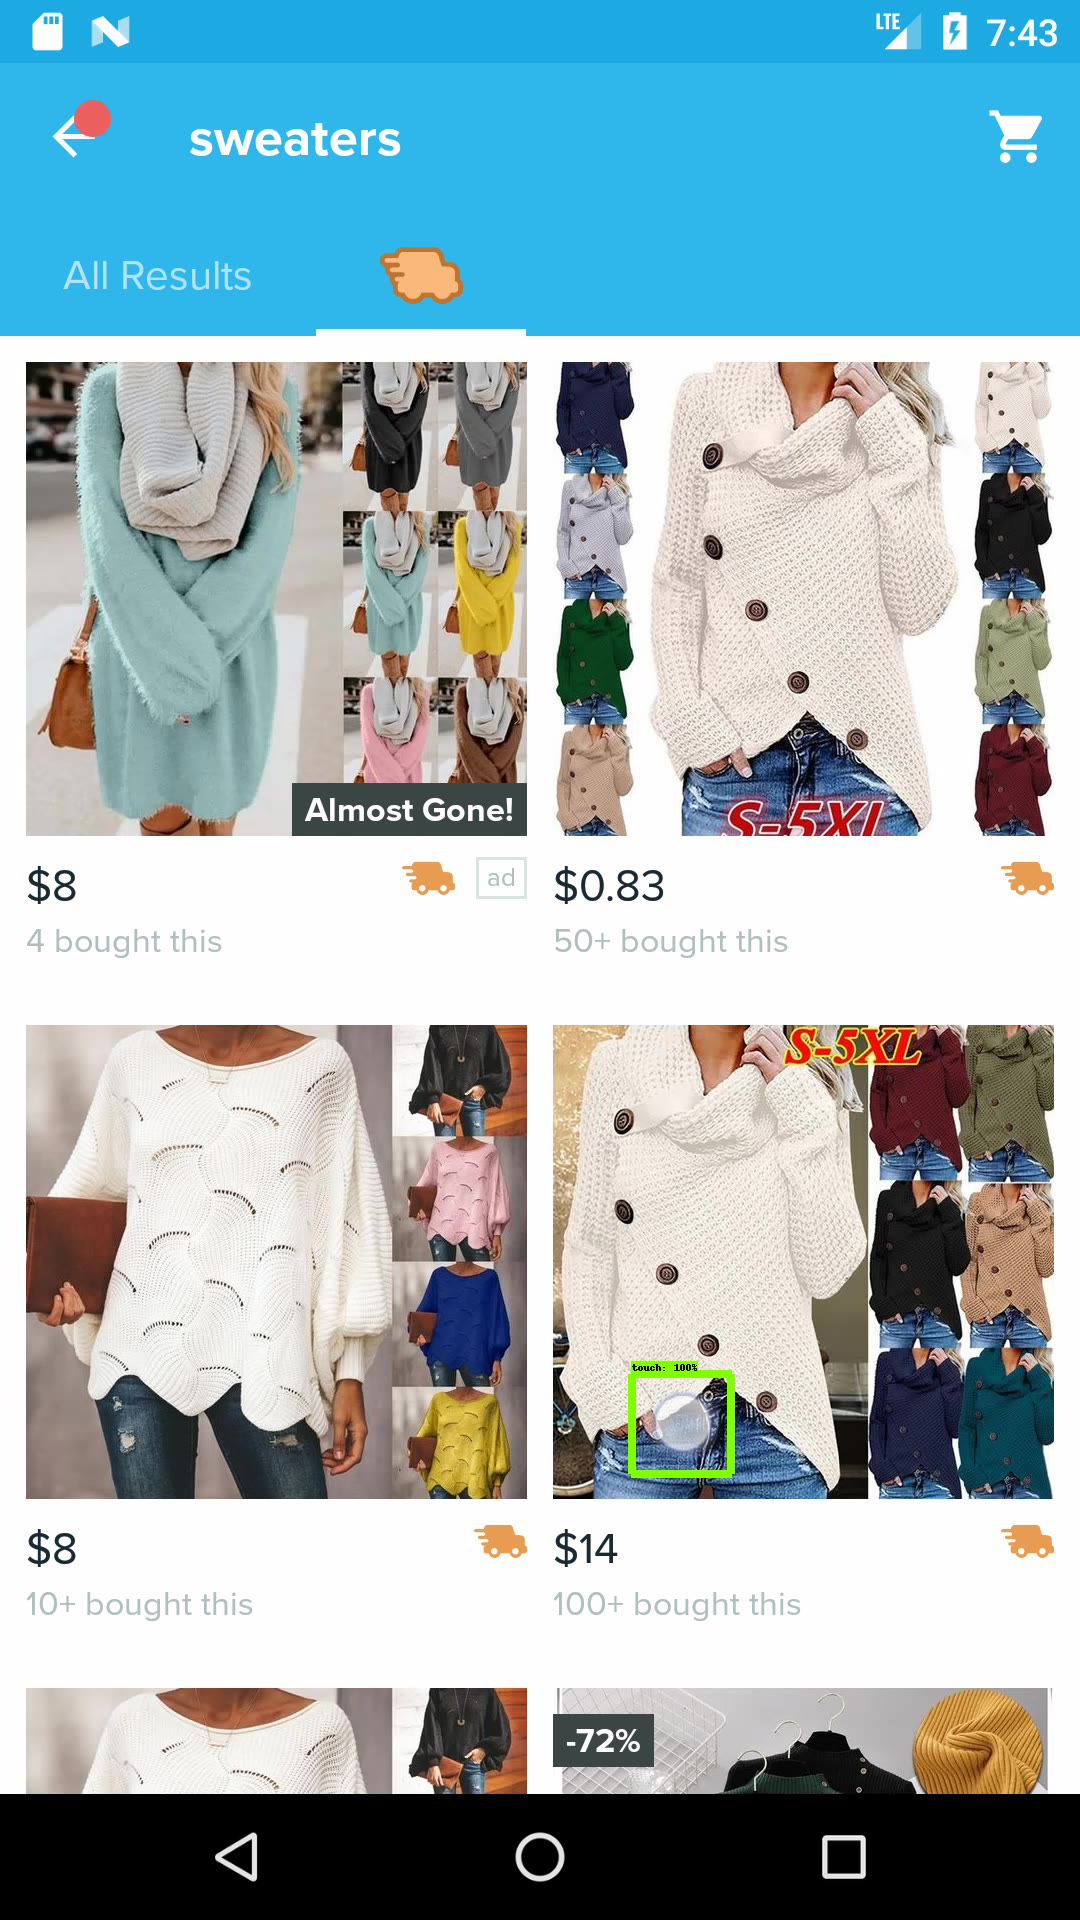 LTE 7:43
sweaters
All Results
Almost Gone!
S-5XL
$8 ad $0.83
4 bought this 50+ bought this
S-5XL
touch: 100%
$8 $14
10+ bought this 100+ bought this
-72%